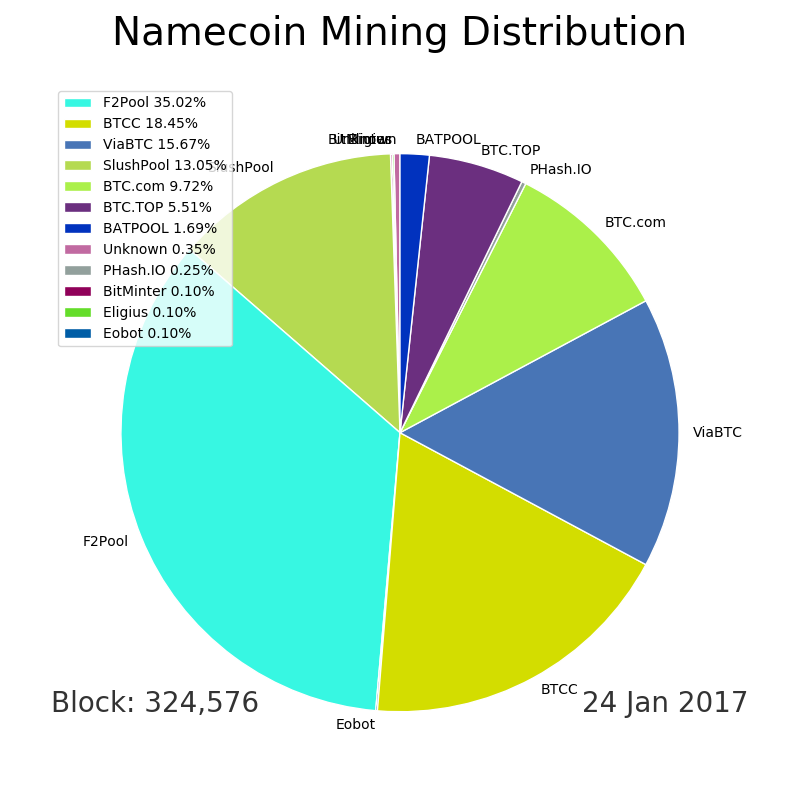 Namecoin Mining Distribution
F2Pool 35.02%
BTCC 18.45%
ViaBTC 15.67%
SlushPool 13.05%
BTC.com 9.72%
BTC.TOP 5.51%
BATPOOL 1.69%
Unknown 0.35%
PHash.IO 0.25%
BitMinter 0.10%
Eligius 0.10%
Eobot 0.10%
BATPOOL
BTC.TOP
PHash.IO
SlushPool
BTC.com
ViaBTC
F2Pool
BTCC
Eobot
Block: 324,576
24 Jan 2017